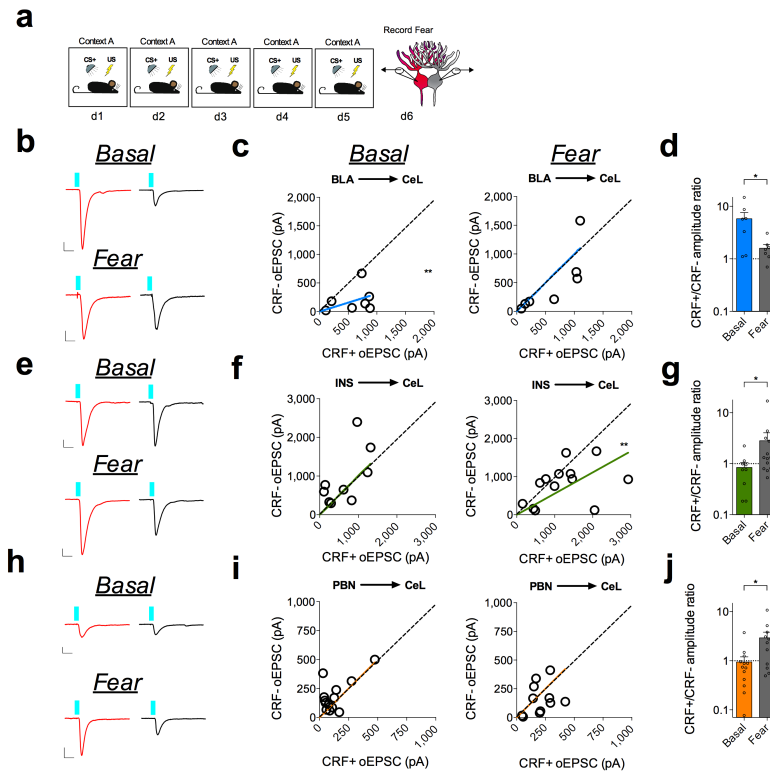 a
Context A Context A Context A Context A Context A
CS+ US CS+ US CS+ US CS+ US CS+ US
d1 d2 d3 d4 d5 d6
Record Fear
b
Basal
Fear
c
Basal
BLA CeL
CRF- oEPSC (pA)
2,000
1,500
1,000
500
0
0 500 1,000 1,500 2,000
**
CRF+ oEPSC (pA)
Fear
BLA CeL
CRF- oEPSC (pA)
2,000
1,500
1,000
500
0
0 500 1,000 1,500 2,000
CRF+ oEPSC (pA)
d
CRF+/CRF- amplitude ratio
*
10
1
0.1
Basal Fear
e
Basal
Fear
f
INS CeL
CRF- oEPSC (pA)
3,000
2,000
1,000
0
0 1,000 2,000 3,000
CRF+ oEPSC (pA)
INS CeL
CRF- oEPSC (pA)
3,000
2,000
1,000
0
0 1,000 2,000 3,000
**
CRF+ oEPSC (pA)
g
CRF+/CRF- amplitude ratio
*
10
1
0.1
Basal Fear
h
Basal
Fear
i
PBN CeL
CRF- oEPSC (pA)
1,000
750
500
250
0
0 250 500 750 1,000
CRF+ oEPSC (pA)
PBN CeL
CRF- oEPSC (pA)
1,000
750
500
250
0
0 250 500 750 1,000
CRF+ oEPSC (pA)
j
CRF+/CRF- amplitude ratio
*
10
1
0.1
Basal Fear